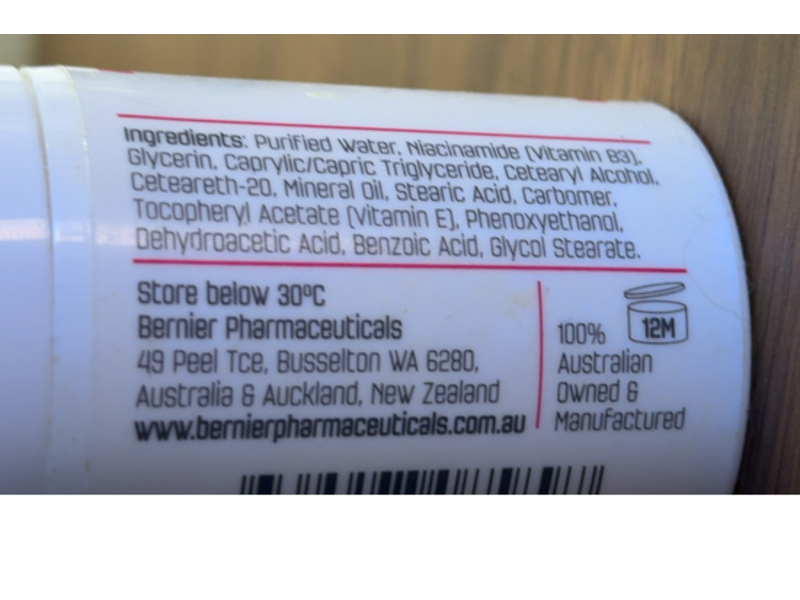 Ingredients: Purified Water, Niacinamide (Vitamin B3),
Glycerin, Caprylic/Capric Triglyceride, Cetearyl Alcohol,
Ceteareth-20, Mineral Oil, Stearic Acid, Carbomer,
Tocopheryl Acetate (Vitamin E), Phenoxyethanol,
Dehydroacetic Acid, Benzoic Acid, Glycol Stearate.
Store below 30ºC
Bernier Pharmaceuticals
49 Peel Tce, Busselton WA 6280,
Australia & Auckland, New Zealand
www.bernierpharmaceuticals.com.au
12M
100%
Australian
Owned &
Manufactured